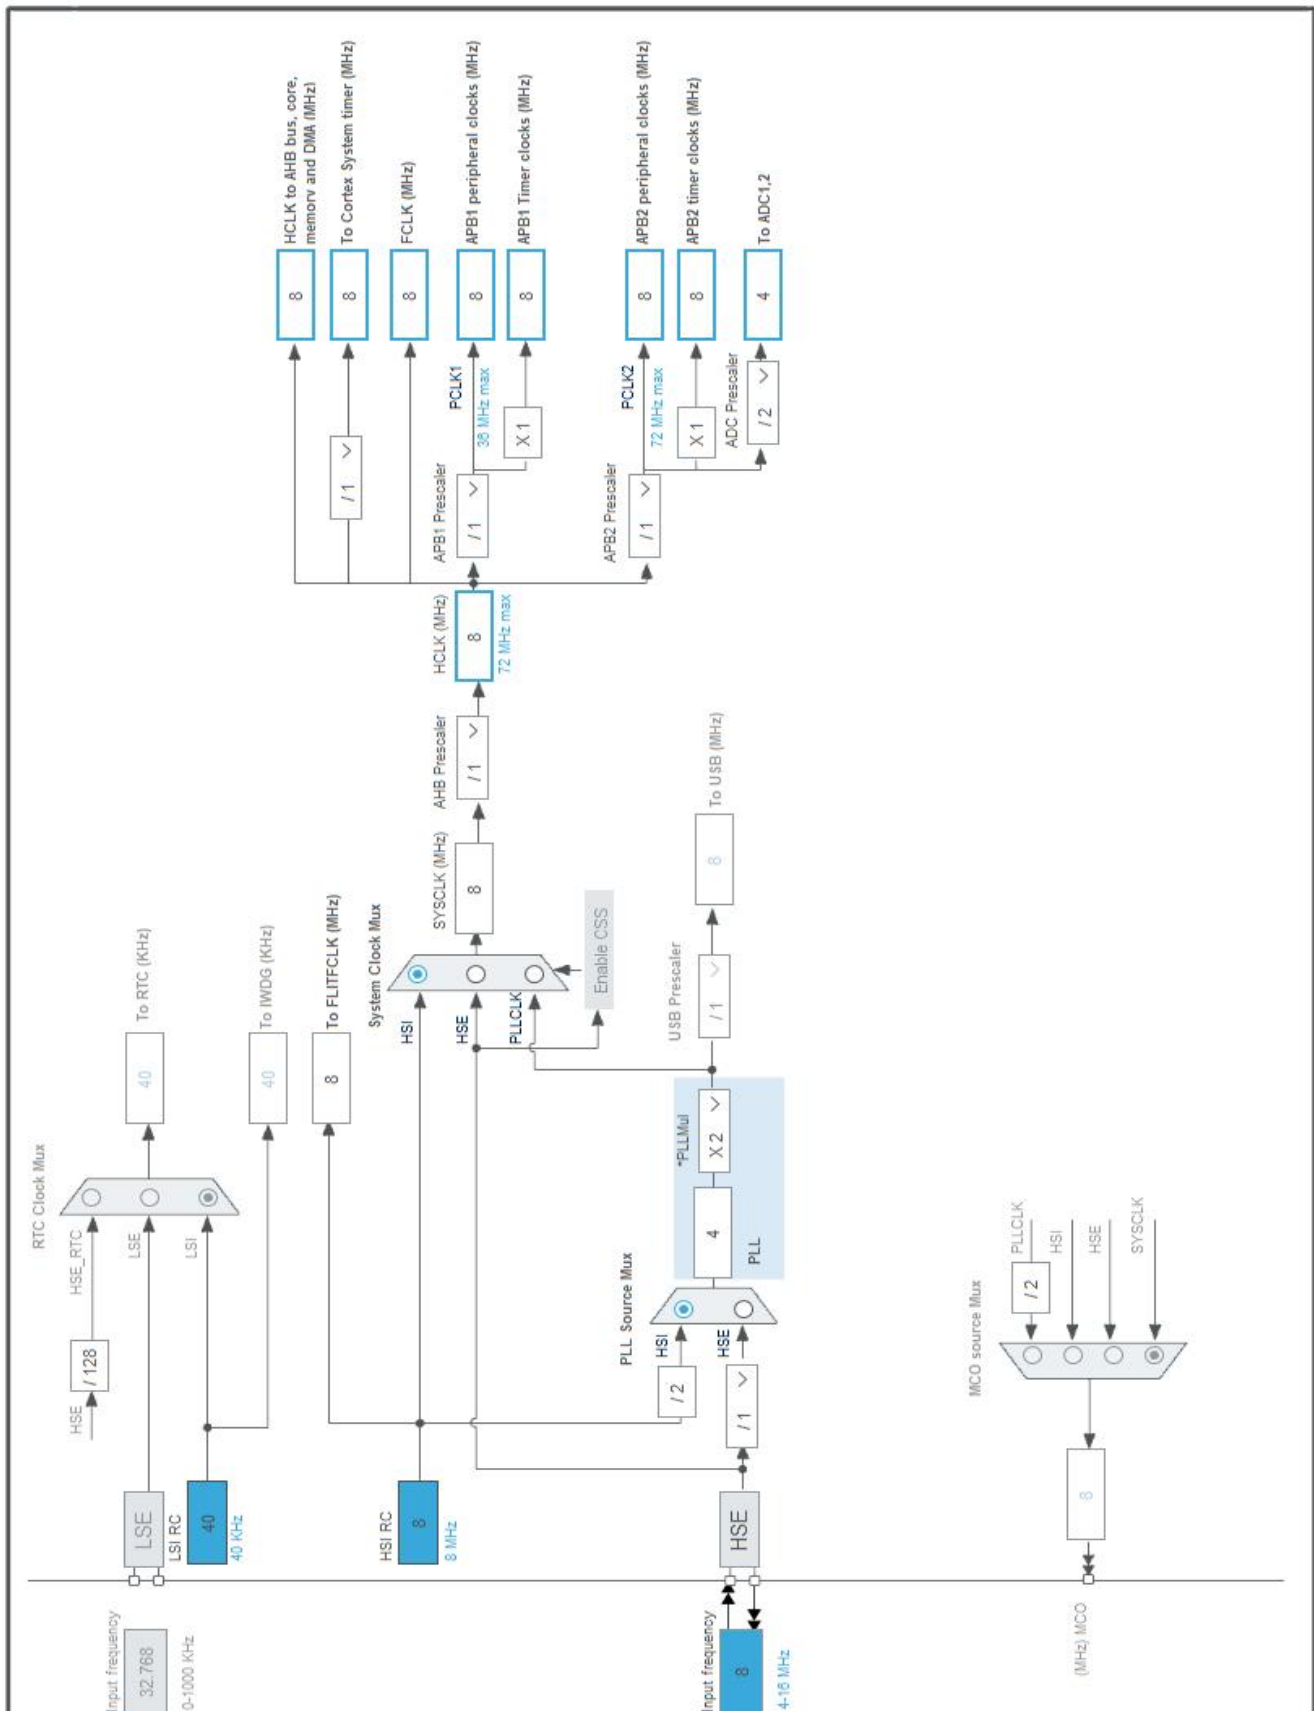 RTC Clock Mux
HSE
/ 128
HSE_RTC
LSE
LSI
40
To RTC (KHz)
Input frequency
32.768
0-1000 KHz
LSE
LSI RC
40
40 KHz
40
To IWDG (KHz)
8
To FLITFCLK (MHz)
HSI RC
8
8 MHz
System Clock Mux
HSI
HSE
PLLCLK
Enable CSS
SYSCLK (MHz)
8
AHB Prescaler
/ 1
HCLK (MHz)
8
72 MHz max
8
HCLK to AHB bus, core,
memory and DMA (MHz)
/ 1
8
To Cortex System timer (MHz)
8
FCLK (MHz)
APB1 Prescaler
/ 1
PCLK1
36 MHz max
8
APB1 peripheral clocks (MHz)
X 1
8
APB1 Timer clocks (MHz)
APB2 Prescaler
/ 1
PCLK2
72 MHz max
8
APB2 peripheral clocks (MHz)
X 1
8
APB2 timer clocks (MHz)
ADC Prescaler
/ 2
4
To ADC1,2
PLL Source Mux
/ 2
HSI
HSE
/ 1
4
*PLLMul
X 2
PLL
USB Prescaler
/ 1
8
To USB (MHz)
Input frequency
8
4-16 MHz
HSE
MCO source Mux
/ 2
PLLCLK
HSI
HSE
SYSCLK
8
(MHz) MCO